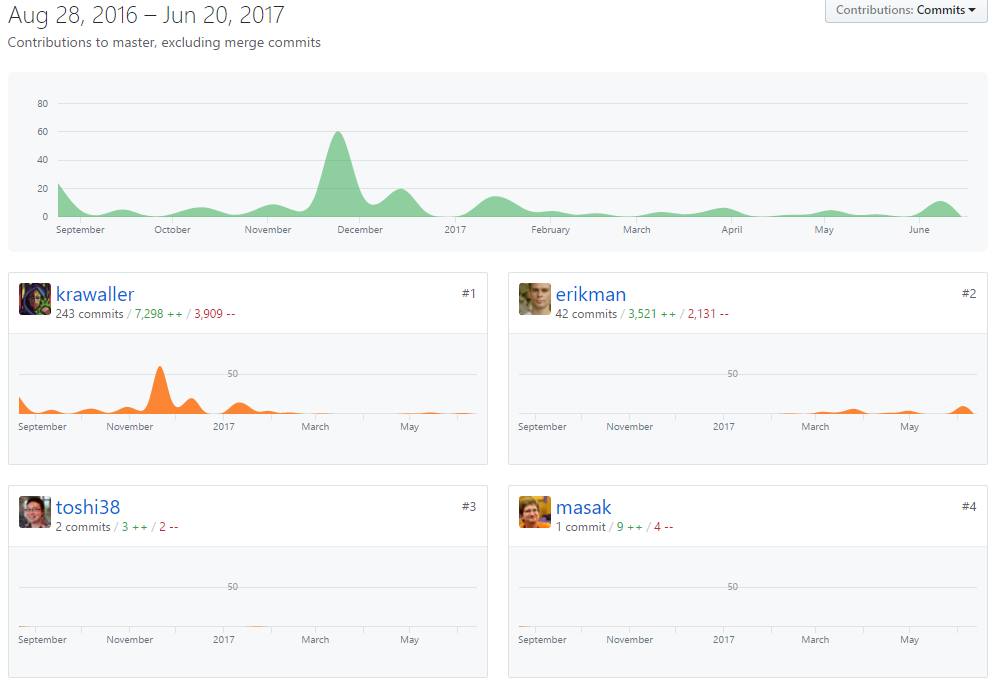 Aug 28, 2016 – Jun 20, 2017
Contributions: Commits
Contributions to master, excluding merge commits
80
60
40
20
0
September October November December 2017 February March April May June
krawaller #1
243 commits / 7,298 ++ / 3,909 --
50
September November 2017 March May
erikman #2
42 commits / 3,521 ++ / 2,131 --
50
September November 2017 March May
toshi38 #3
2 commits / 3 ++ / 2 --
50
September November 2017 March May
masak #4
1 commit / 9 ++ / 4 --
50
September November 2017 March May